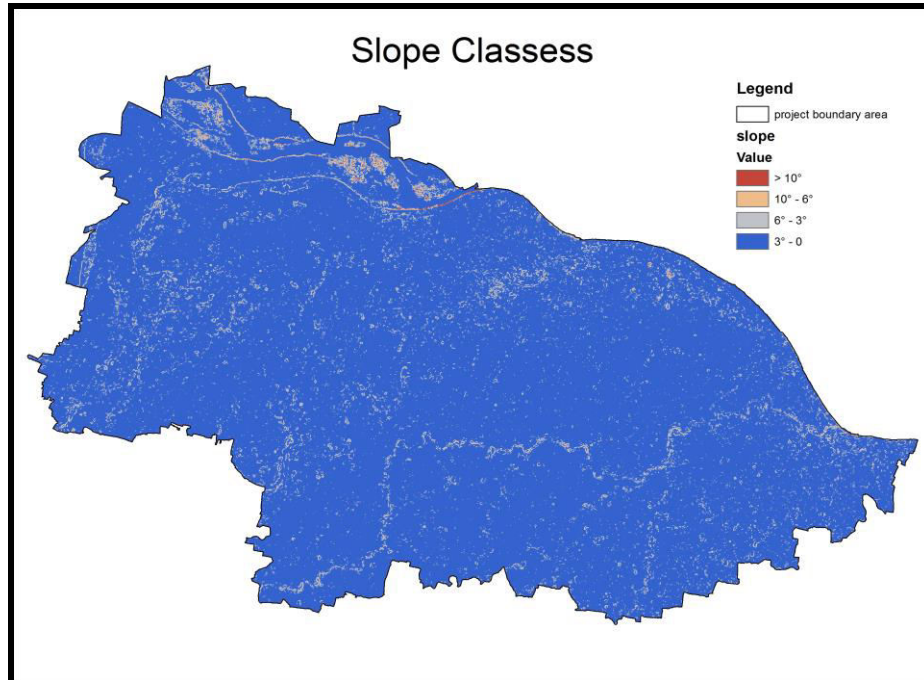 Slope Classess
Legend
project boundary area
slope
Value
> 10°
10° - 6°
6° - 3°
3° - 0